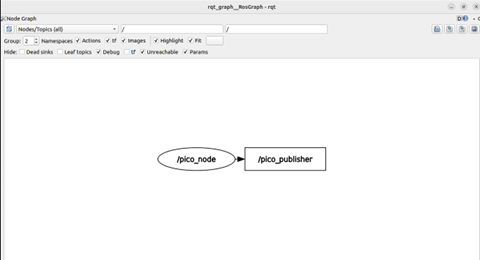 rqt_graph__RosGraph - rqt
Node Graph
Nodes/Topics (all) / /
Group: 2 Namespaces Actions tf Images Highlight Fit
Hide: Dead sinks Leaf topics Debug tf Unreachable Params
/pico_node /pico_publisher